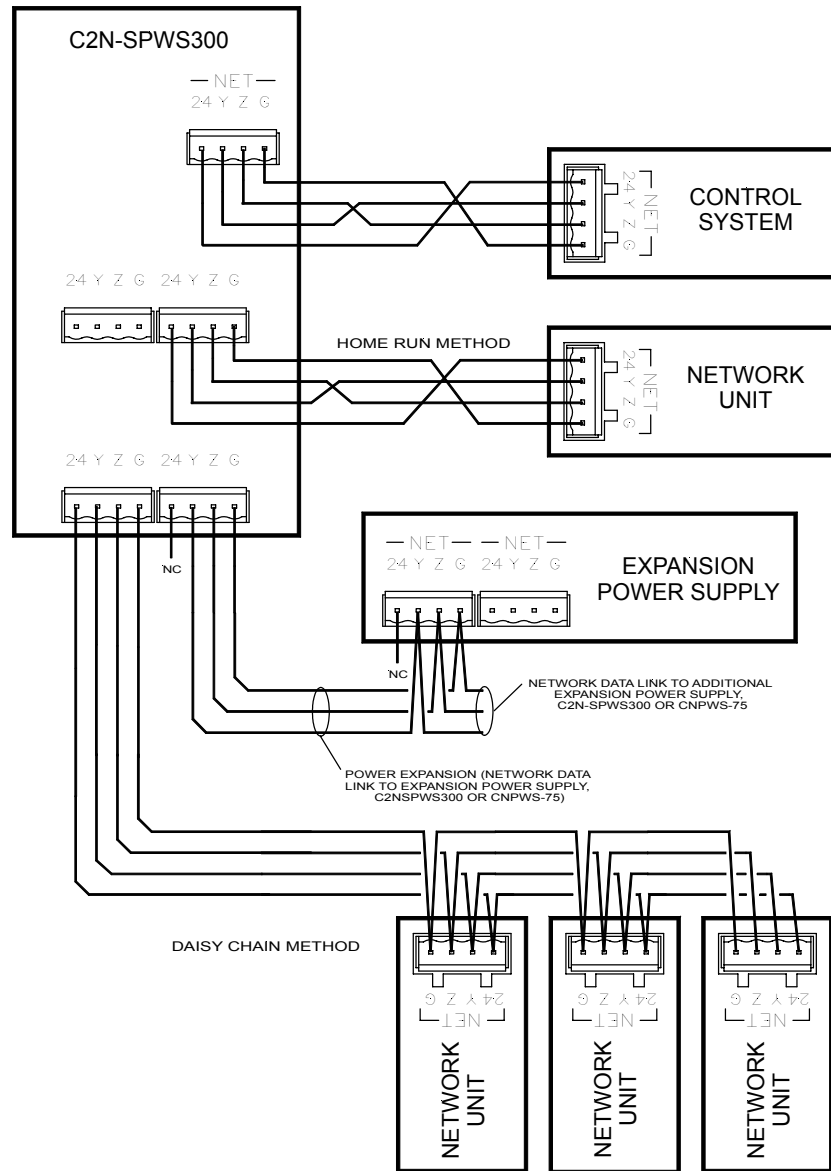 C2N-SPWS300
NET
24 Y Z G
CONTROL
SYSTEM
24 Y Z G
NET
24 Y Z G 24 Y Z G
HOME RUN METHOD
NETWORK
UNIT
24 Y Z G
NET
24 Y Z G 24 Y Z G
NC
NET NET
24 Y Z G 24 Y Z G
EXPANSION
POWER SUPPLY
NC
NETWORK DATA LINK TO ADDITIONAL
EXPANSION POWER SUPPLY,
C2N-SPWS300 OR CNPWS-75
POWER EXPANSION (NETWORK DATA
LINK TO EXPANSION POWER SUPPLY,
C2NSPWS300 OR CNPWS-75)
DAISY CHAIN METHOD
24 Y Z G
NET
NETWORK
UNIT
24 Y Z G
NET
NETWORK
UNIT
24 Y Z G
NET
NETWORK
UNIT